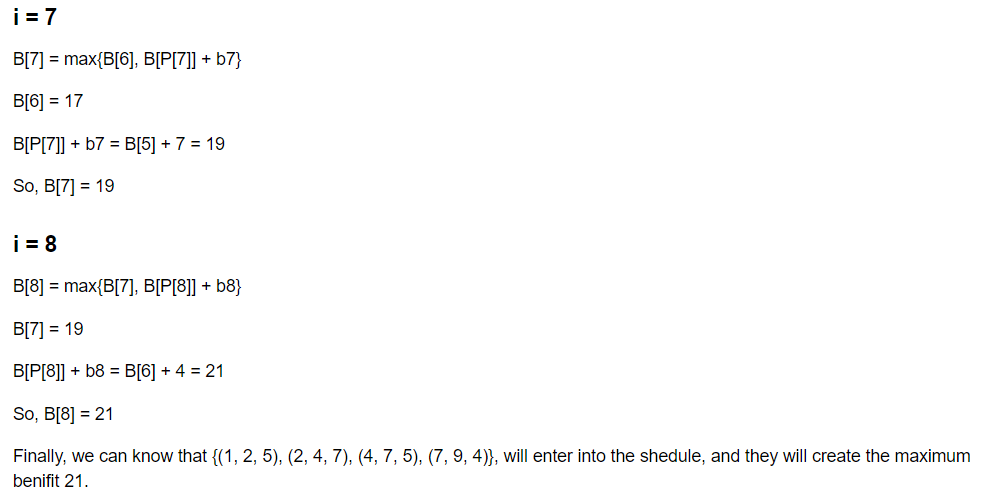 i = 7
B[7] = max{B[6], B[P[7]] + b7}
B[6] = 17
B[P[7]] + b7 = B[5] + 7 = 19
So, B[7] = 19
i = 8
B[8] = max{B[7], B[P[8]] + b8}
B[7] = 19
B[P[8]] + b8 = B[6] + 4 = 21
So, B[8] = 21
Finally, we can know that {(1, 2, 5), (2, 4, 7), (4, 7, 5), (7, 9, 4)}, will enter into the shedule, and they will create the maximum
benifit 21.